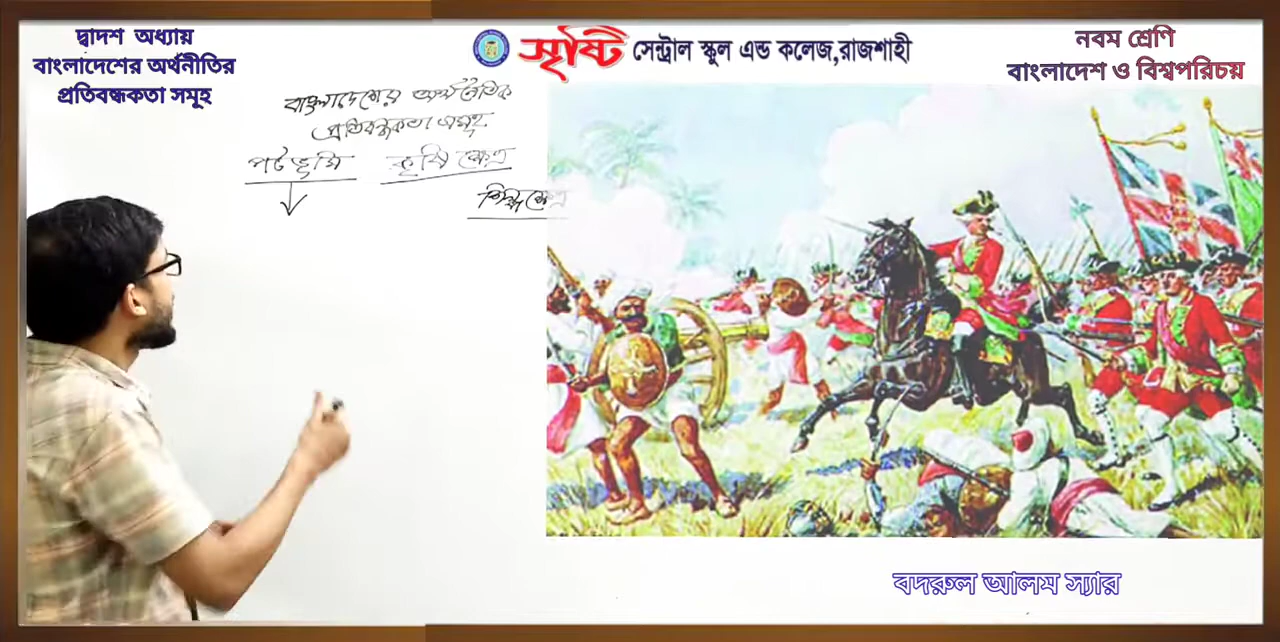 দ্বাদশ অধ্যায়
বাংলাদেশের অর্থনীতির
প্রতিবন্ধকতা সমূহ
সৃষ্টি সেন্ট্রাল স্কুল এন্ড কলেজ,রাজশাহী
নবম শ্রেণি
বাংলাদেশ ও বিশ্বপরিচয়
বাংলাদেশের অর্থনৈতিক
প্রতিবন্ধকতা সমূহ
পটভূমি কৃষি ক্ষেত্র
শিল্প ক্ষেত্র
বদরুল আলম স্যার